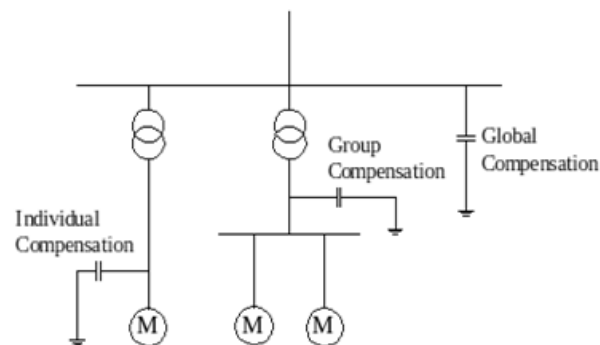 Group
Compensation
Global
Compensation
Individual
Compensation
M
M
M